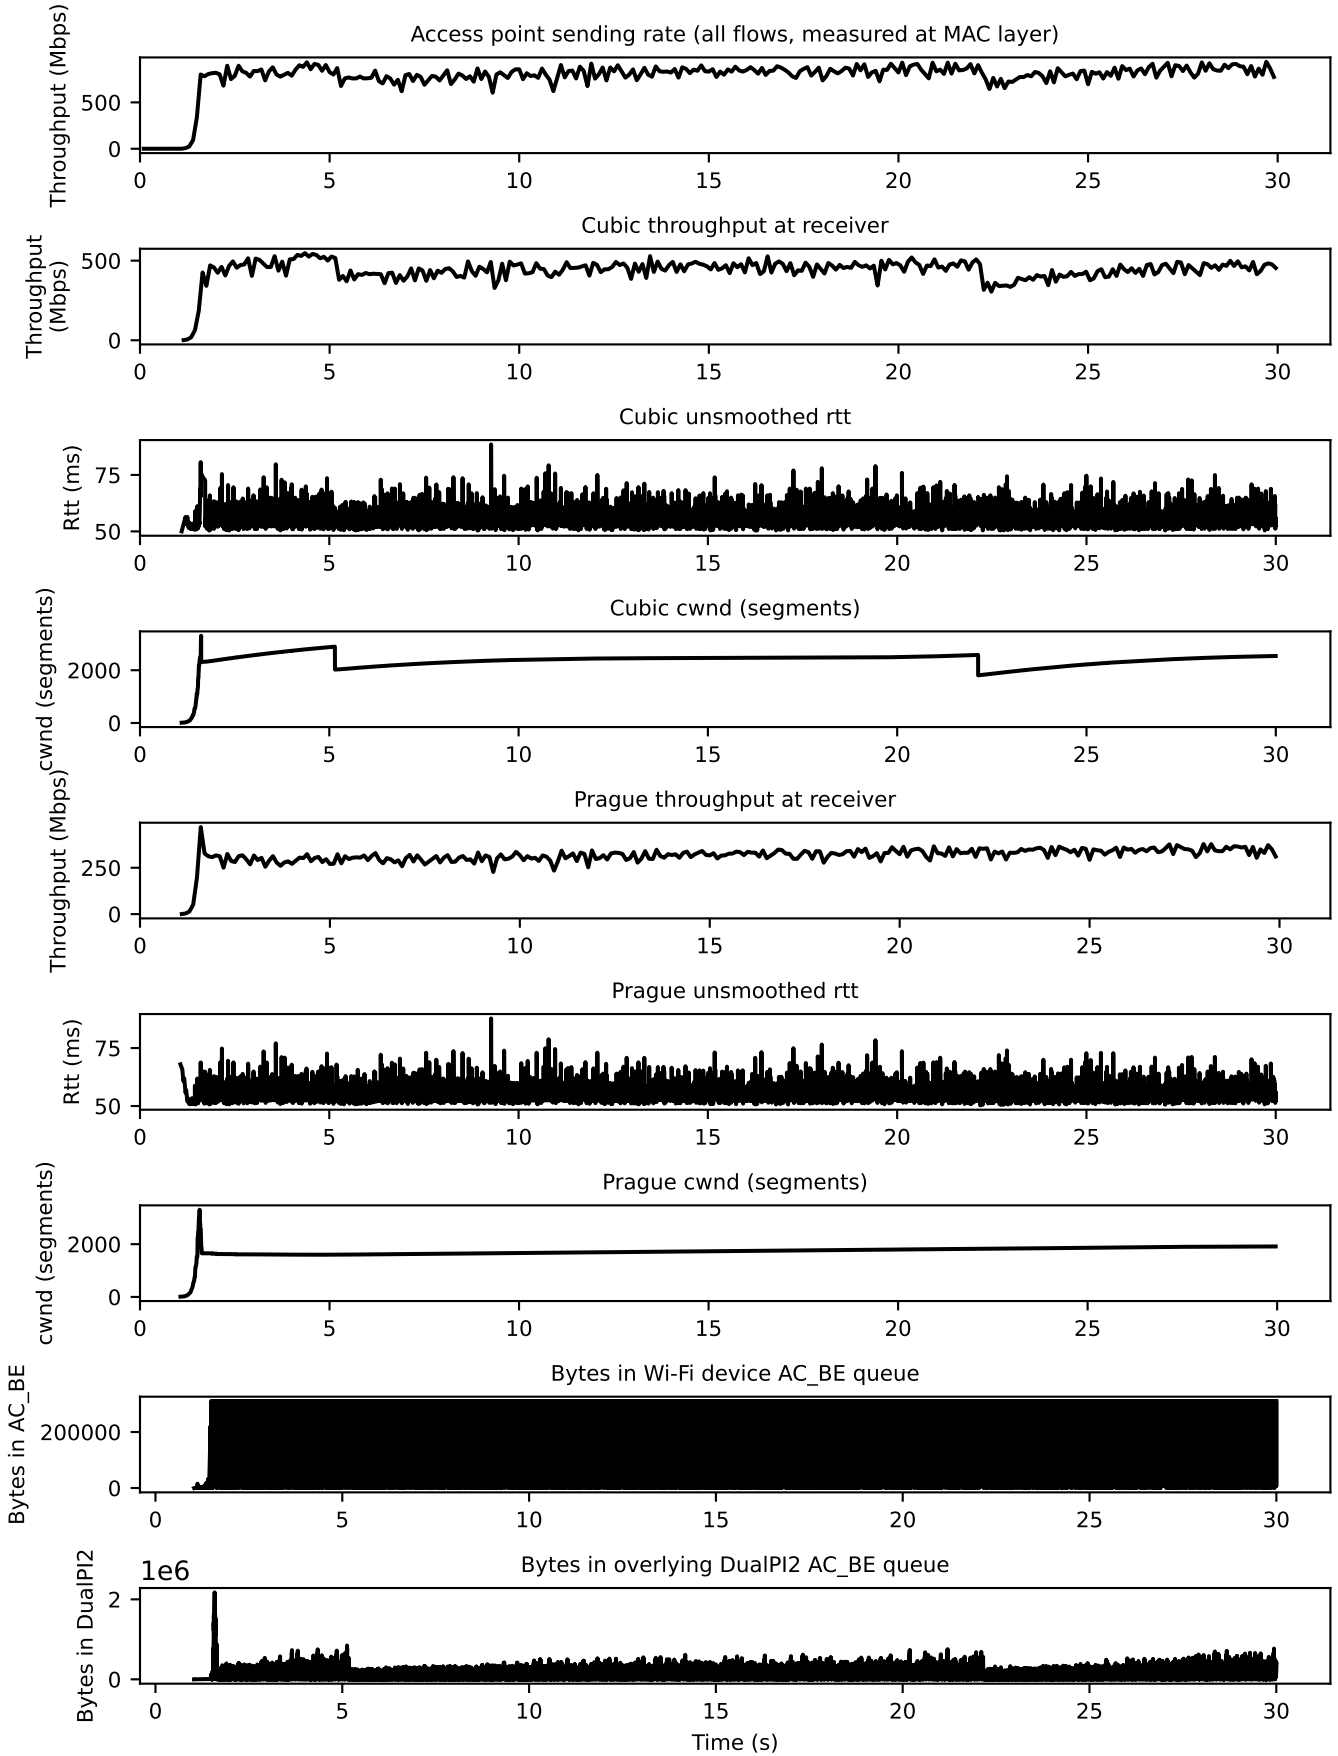 Access point sending rate (all flows, measured at MAC layer)
Throughput (Mbps)
500
0
0 5 10 15 20 25 30
Cubic throughput at receiver
Throughput
(Mbps)
500
0
0 5 10 15 20 25 30
Cubic unsmoothed rtt
Rtt (ms)
75
50
0 5 10 15 20 25 30
Cubic cwnd (segments)
cwnd (segments)
2000
0
0 5 10 15 20 25 30
Prague throughput at receiver
Throughput (Mbps)
250
0
0 5 10 15 20 25 30
Prague unsmoothed rtt
Rtt (ms)
75
50
0 5 10 15 20 25 30
Prague cwnd (segments)
cwnd (segments)
2000
0
0 5 10 15 20 25 30
Bytes in Wi-Fi device AC_BE queue
Bytes in AC_BE
200000
0
0 5 10 15 20 25 30
1e6
Bytes in overlying DualPI2 AC_BE queue
Bytes in DualPI2
2
0
0 5 10 15 20 25 30
Time (s)